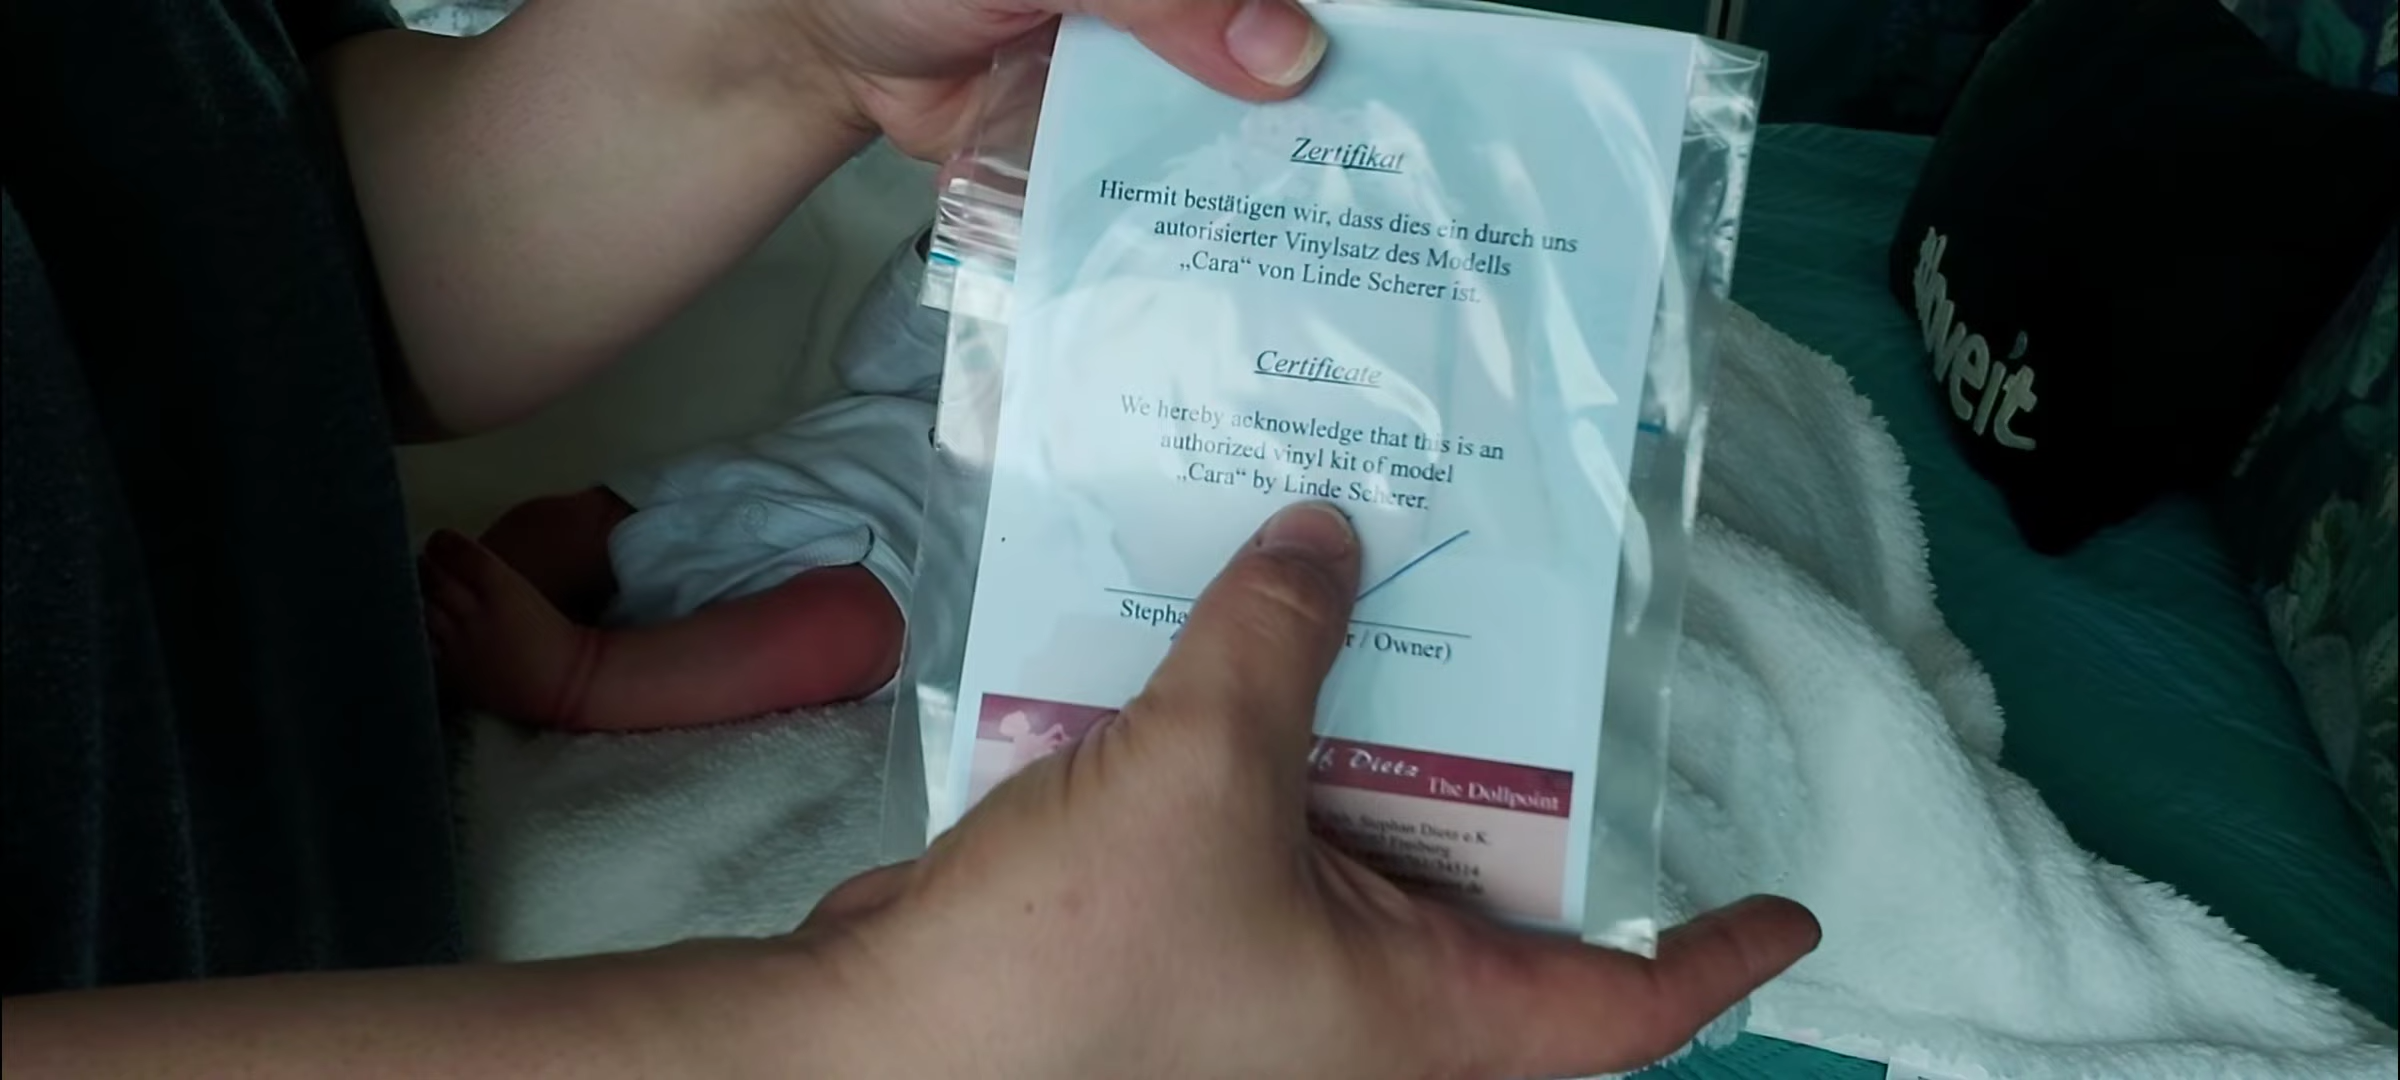 Zertifikat
Hiermit bestätigen wir, dass dies ein durch uns
autorisierter Vinylsatz des Modells
„Cara“ von Linde Scherer ist.
Certificate
We hereby acknowledge that this is an
authorized vinyl kit of model
„Cara“ by Linde Scherer.
/ Owner)
Dietz
The Dollpoint
Stephan Dietz e.K.
Freiburg